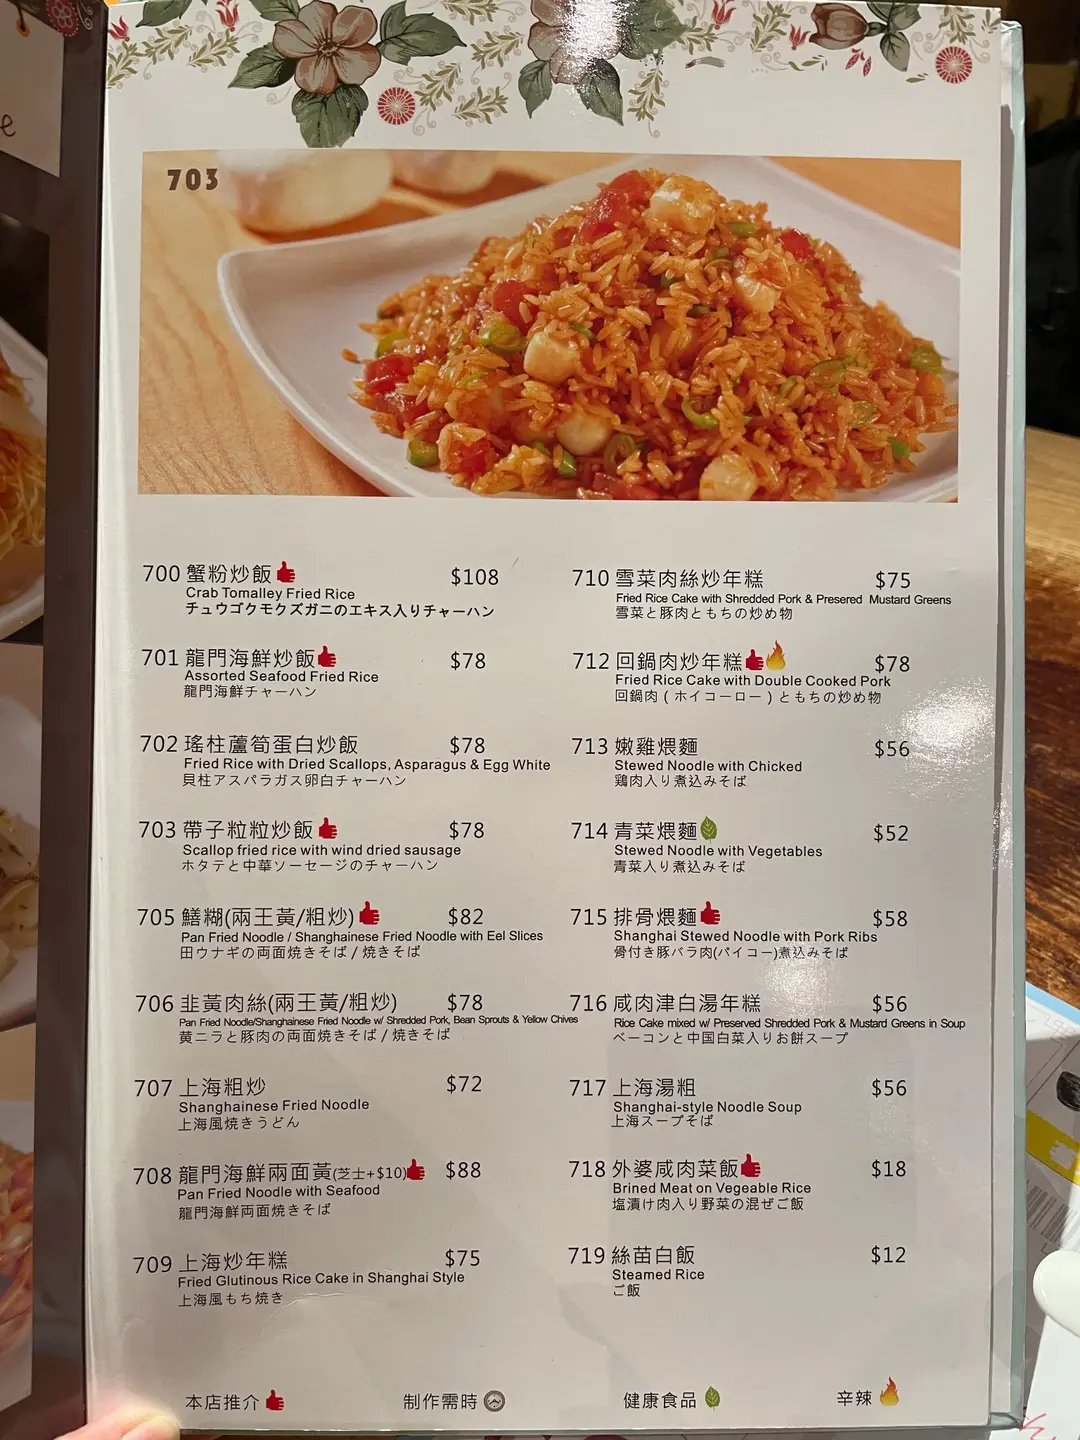 703
700 蟹粉炒飯 $108
Crab Tomalley Fried Rice
チュウゴクモクズガニのエキス入りチャーハン
701 龍門海鮮炒飯 $78
Assorted Seafood Fried Rice
龍門海鮮チャーハン
702 瑤柱蘆筍蛋白炒飯 $78
Fried Rice with Dried Scallops, Asparagus & Egg White
貝柱アスパラガス卵白チャーハン
703 帶子粒粒炒飯 $78
Scallop fried rice with wind dried sausage
ホタテと中華ソーセージのチャーハン
705 鱔糊(兩王黃/粗炒) $82
Pan Fried Noodle / Shanghainese Fried Noodle with Eel Slices
田ウナギの両面焼きそば / 焼きそば
706 韭黃肉絲(兩王黃/粗炒) $78
Pan Fried Noodle/Shanghainese Fried Noodle w/ Shredded Pork, Bean Sprouts & Yellow Chives
黄ニラと豚肉の両面焼きそば / 焼きそば
707 上海粗炒 $72
Shanghainese Fried Noodle
上海風焼きうどん
708 龍門海鮮兩面黃(芝士+$10) $88
Pan Fried Noodle with Seafood
龍門海鮮両面焼きそば
709 上海炒年糕 $75
Fried Glutinous Rice Cake in Shanghai Style
上海風もち焼き
710 雪菜肉絲炒年糕 $75
Fried Rice Cake with Shredded Pork & Presered Mustard Greens
雪菜と豚肉ともちの炒め物
712 回鍋肉炒年糕 $78
Fried Rice Cake with Double Cooked Pork
回鍋肉（ホイコーロー）ともちの炒め物
713 嫩雞煨麵 $56
Stewed Noodle with Chicked
鶏肉入り煮込みそば
714 青菜煨麵 $52
Stewed Noodle with Vegetables
青菜入り煮込みそば
715 排骨煨麵 $58
Shanghai Stewed Noodle with Pork Ribs
骨付き豚バラ肉(パイコー)煮込みそば
716 咸肉津白湯年糕 $56
Rice Cake mixed w/ Preserved Shredded Pork & Mustard Greens in Soup
ベーコンと中国白菜入りお餅スープ
717 上海湯粗 $56
Shanghai-style Noodle Soup
上海スープそば
718 外婆咸肉菜飯 $18
Brined Meat on Vegeable Rice
塩漬け肉入り野菜の混ぜご飯
719 絲苗白飯 $12
Steamed Rice
ご飯
本店推介 制作需時 健康食品 辛辣